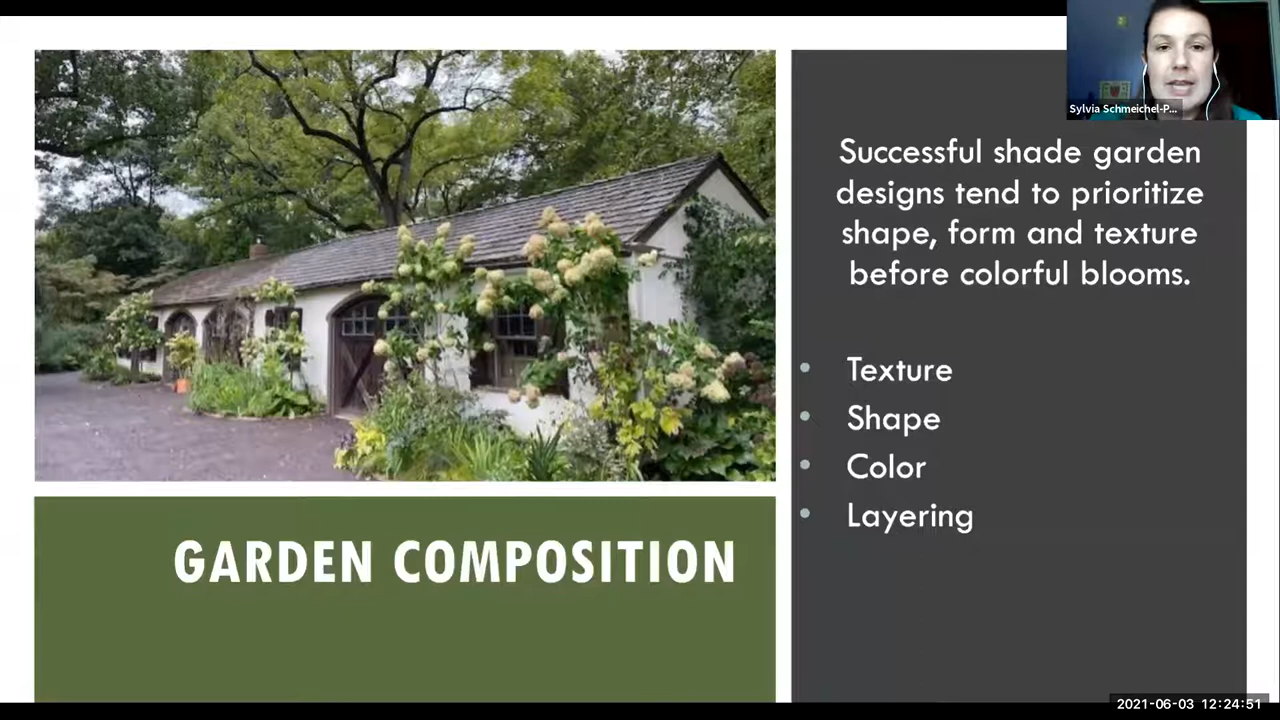 Sylvia Schmeichel-P...
Successful shade garden
designs tend to prioritize
shape, form and texture
before colorful blooms.
• Texture
• Shape
• Color
• Layering
GARDEN COMPOSITION
2021-06-03 12:24:51